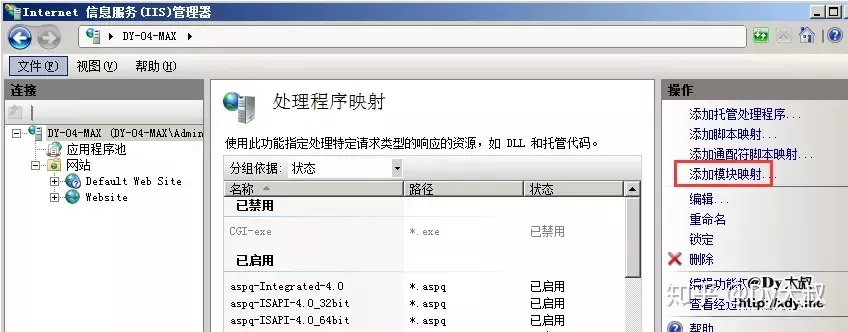 Internet 信息服务(IIS)管理器
DY-04-MAX
文件(F) 视图(V) 帮助(H)
连接
DY-04-MAX (DY-04-MAX\Admin
应用程序池
网站
Default Web Site
Website
处理程序映射
使用此功能指定处理特定请求类型的响应的资源，如 DLL 和托管代码。
分组依据: 状态
名称 路径 状态
已禁用
CGI-exe *.exe 已禁用
已启用
aspq-Integrated-4.0 *.aspq 已启用
aspq-ISAPI-4.0_32bit *.aspq 已启用
aspq-ISAPI-4.0_64bit *.aspq 已启用
操作
添加托管处理程序...
添加脚本映射...
添加通配符脚本映射...
添加模块映射...
编辑...
重命名
锁定
删除
编辑功能权
@Dy大叔
查看经过
知乎 @Dy大叔
帮助